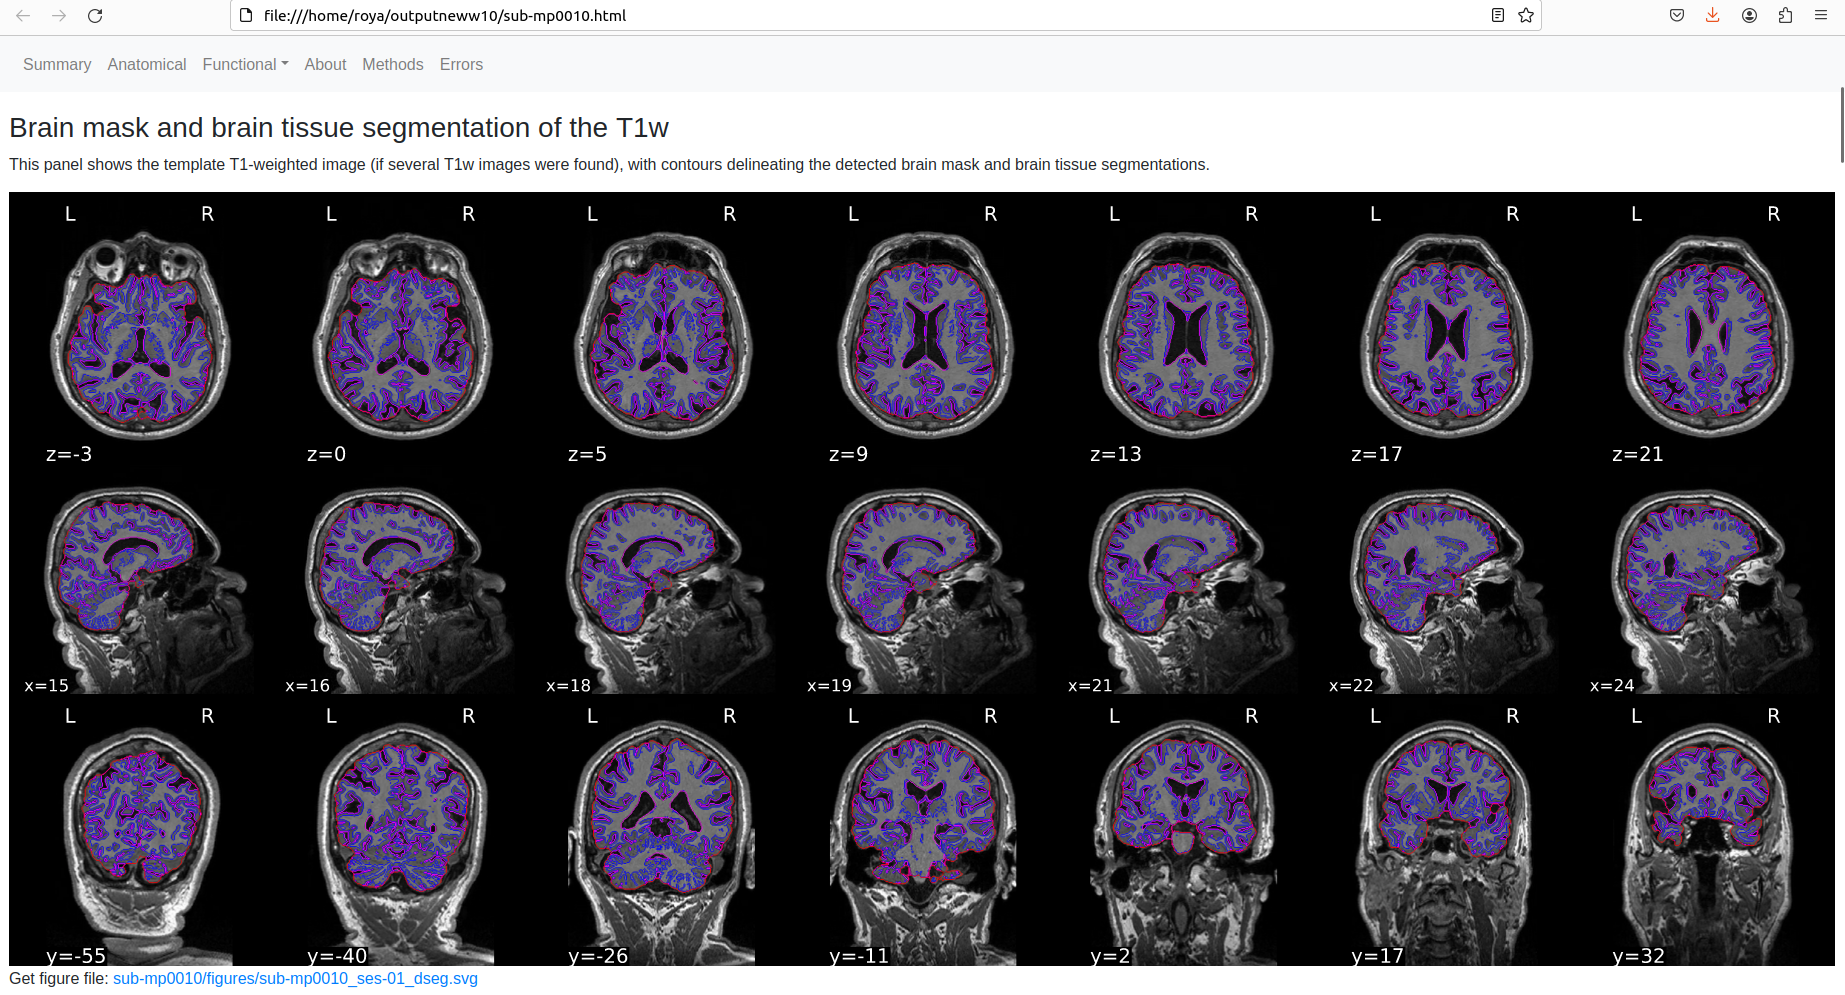 file:///home/roya/outputneww10/sub-mp0010.html
Summary Anatomical Functional About Methods Errors
Brain mask and brain tissue segmentation of the T1w
This panel shows the template T1-weighted image (if several T1w images were found), with contours delineating the detected brain mask and brain tissue segmentations.
L R L R L R L R L R L R L R
z=-3 z=0 z=5 z=9 z=13 z=17 z=21
x=15 x=16 x=18 x=19 x=21 x=22 x=24
L R L R L R L R L R L R L R
y=-55 y=-40 y=-26 y=-11 y=2 y=17 y=32
Get figure file: sub-mp0010/figures/sub-mp0010_ses-01_dseg.svg